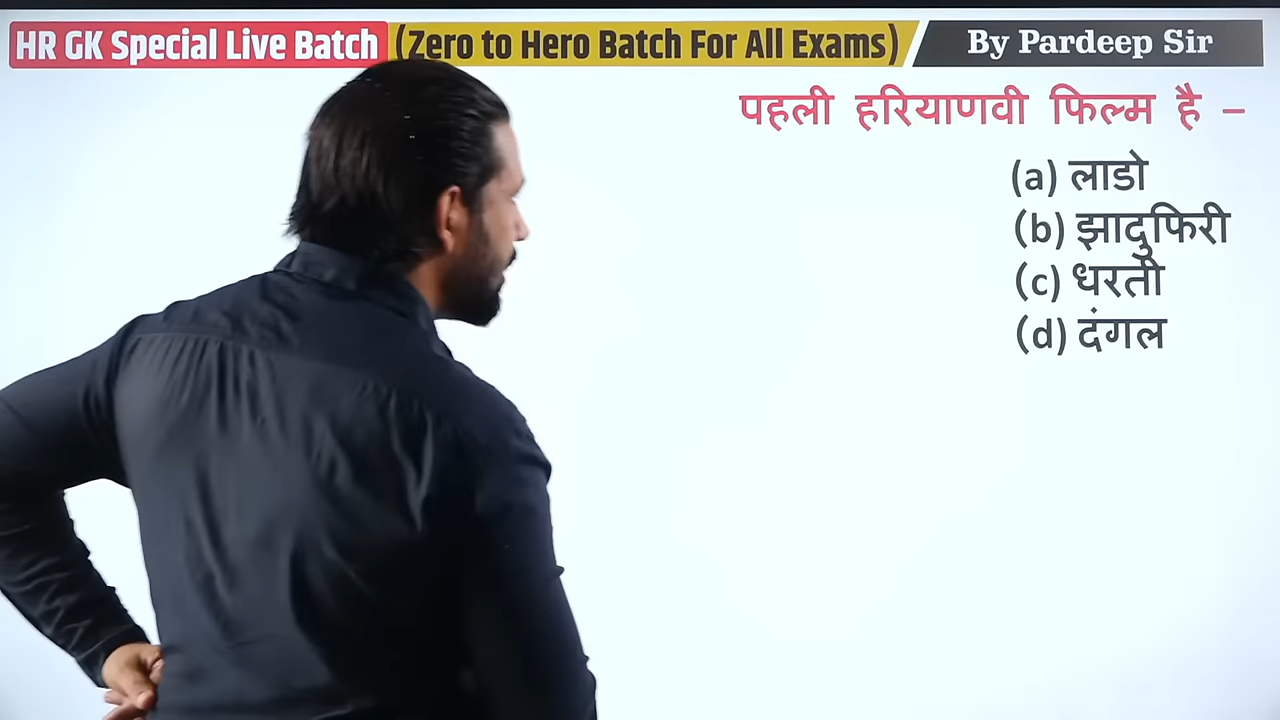 HR GK Special Live Batch (Zero to Hero Batch For All Exams) By Pardeep Sir
पहली हरियाणवी फिल्म है –
(a) लाडो
(b) झादुफिरी
(c) धरती
(d) दंगल